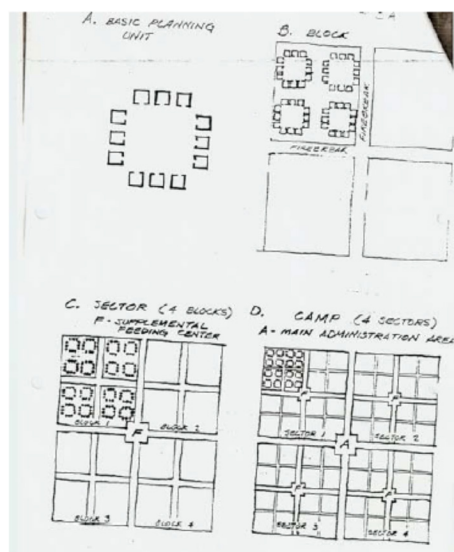 A. BASIC PLANNING
UNIT
B. BLOCK
FIREBREAK
FIREBREAK
C. SECTOR (4 BLOCKS)
F - SUPPLEMENTAL
FEEDING CENTER
BLOCK 1
BLOCK 2
F
BLOCK 3
BLOCK 4
D. CAMP (4 SECTORS)
A - MAIN ADMINISTRATION AREA
F
F
SECTOR 1
SECTOR 2
A
F
F
SECTOR 3
SECTOR 4